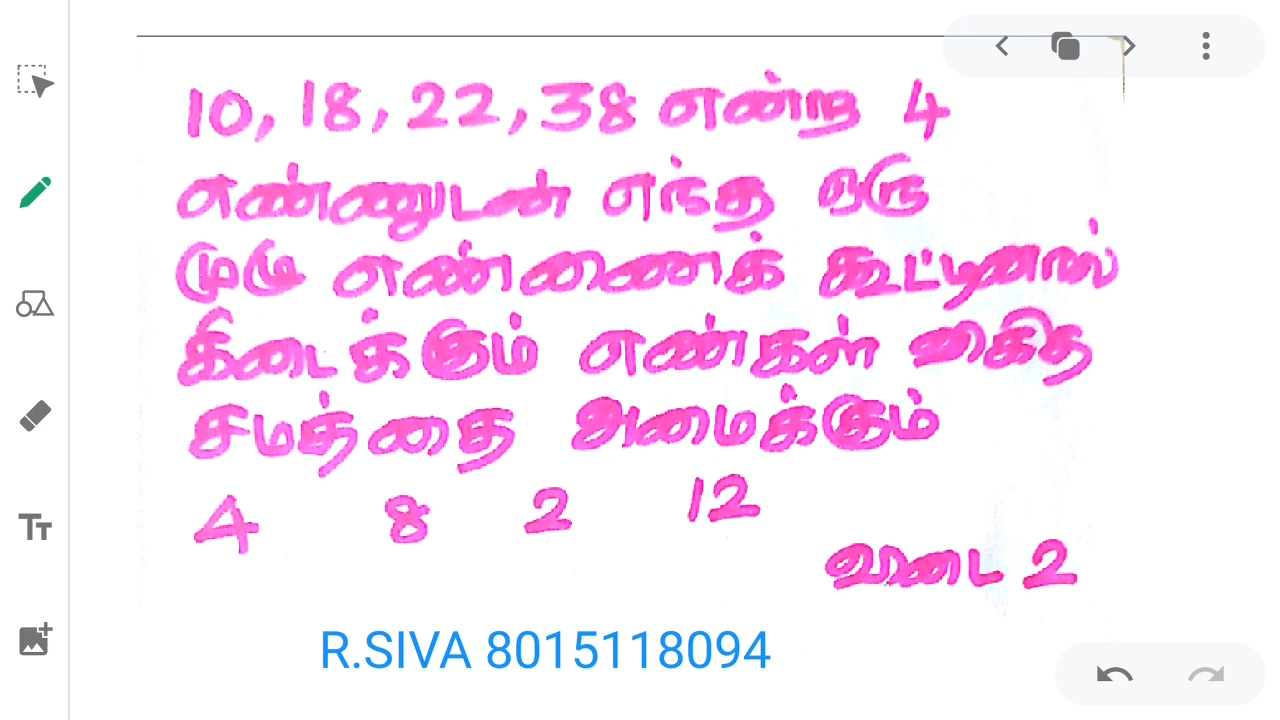 10, 18, 22, 38 என்ற 4
எண்ணுடன் எந்த ஒரு
முழு எண்ணைக் கூட்டினால்
கிடைக்கும் எண்கள் விகித
சமத்தை அமைக்கும்
4 8 2 12
விடை 2
R.SIVA 8015118094